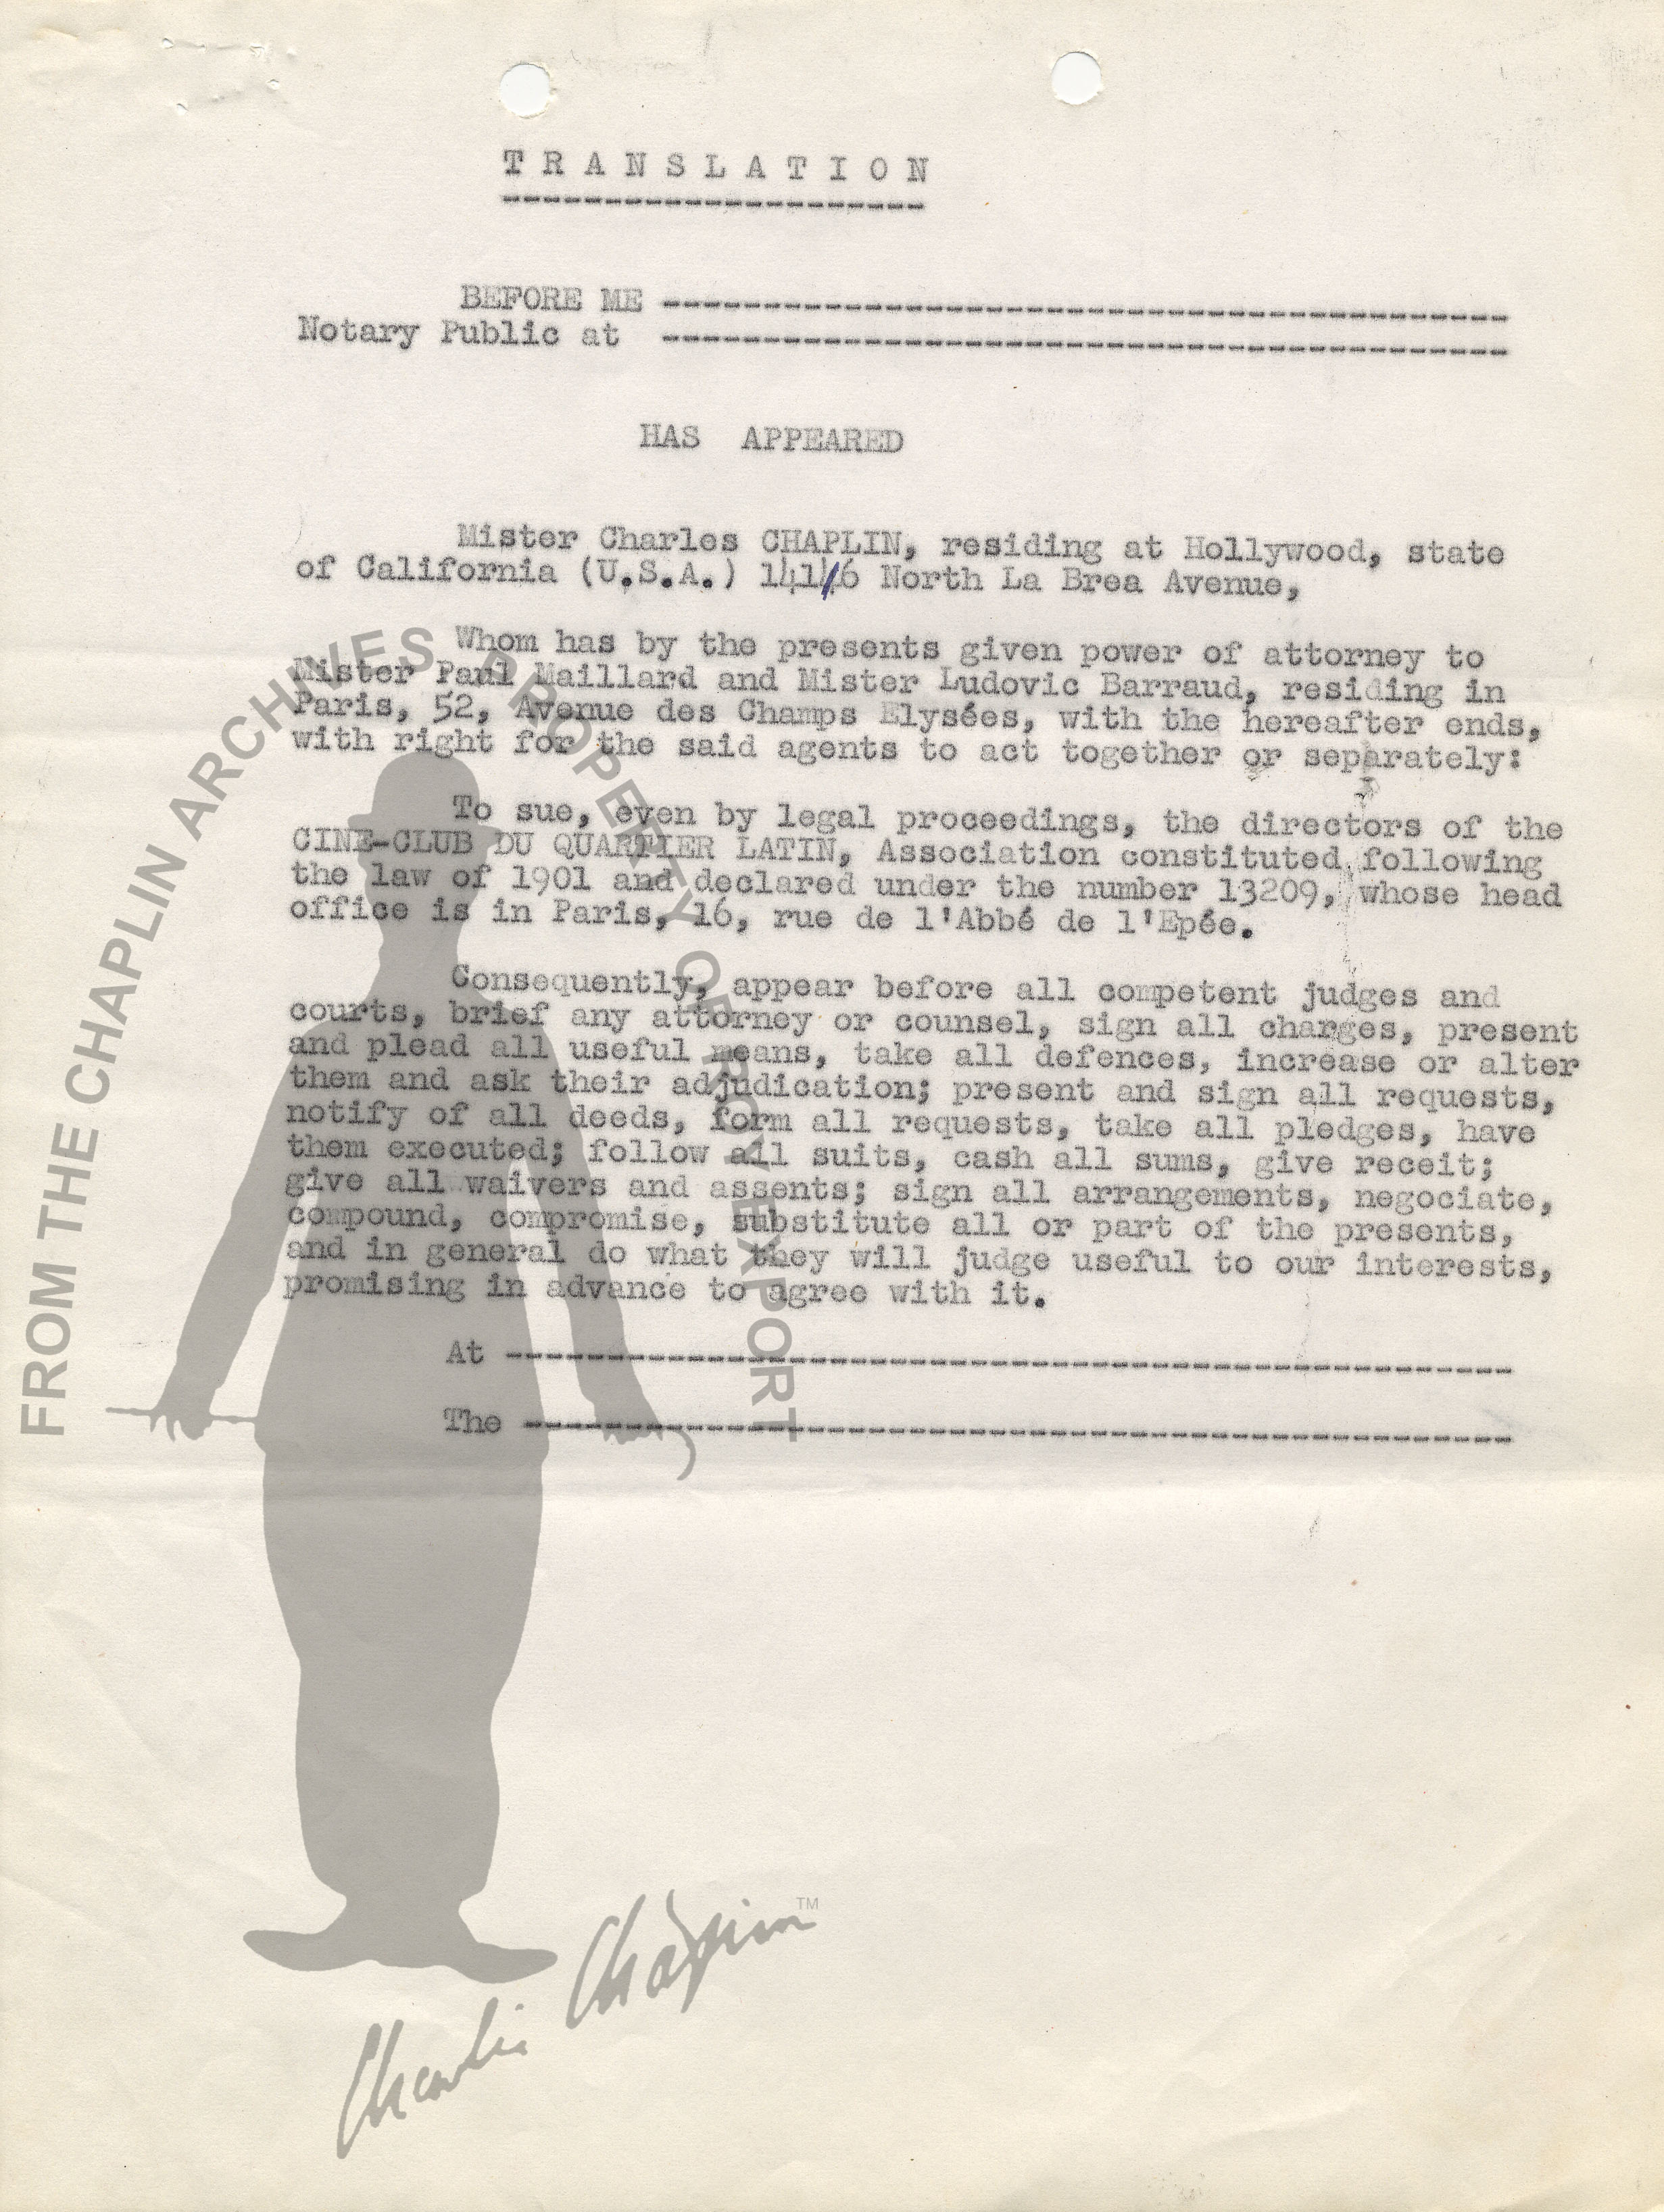 T R A N S L A T I O N
---------------------
BEFORE ME ------------------------------------------
Notary Public at ------------------------------------------
HAS APPEARED
Mister Charles CHAPLIN, residing at Hollywood, state
of California (U.S.A.) 1416 North La Brea Avenue,
Whom has by the presents given power of attorney to
Mister Paul Maillard and Mister Ludovic Barraud, residing in
Paris, 52, Avenue des Champs Elysées, with the hereafter ends,
with right for the said agents to act together or separately:
To sue, even by legal proceedings, the directors of the
CINE-CLUB DU QUARTIER LATIN, Association constituted following
the law of 1901 and declared under the number 13209, whose head
office is in Paris, 16, rue de l'Abbé de l'Epée.
Consequently, appear before all competent judges and
courts, brief any attorney or counsel, sign all charges, present
and plead all useful means, take all defences, increase or alter
them and ask their adjudication; present and sign all requests,
notify of all deeds, form all requests, take all pledges, have
them executed; follow all suits, cash all sums, give receit;
give all waivers and assents; sign all arrangements, negociate,
compound, compromise, substitute all or part of the presents,
and in general do what they will judge useful to our interests,
promising in advance to agree with it.
At --------------------------------------------------
The -------------------------------------------------
FROM THE CHAPLIN ARCHIVES PROPERTY OF ROY EXPORT
Charlie Chaplin TM